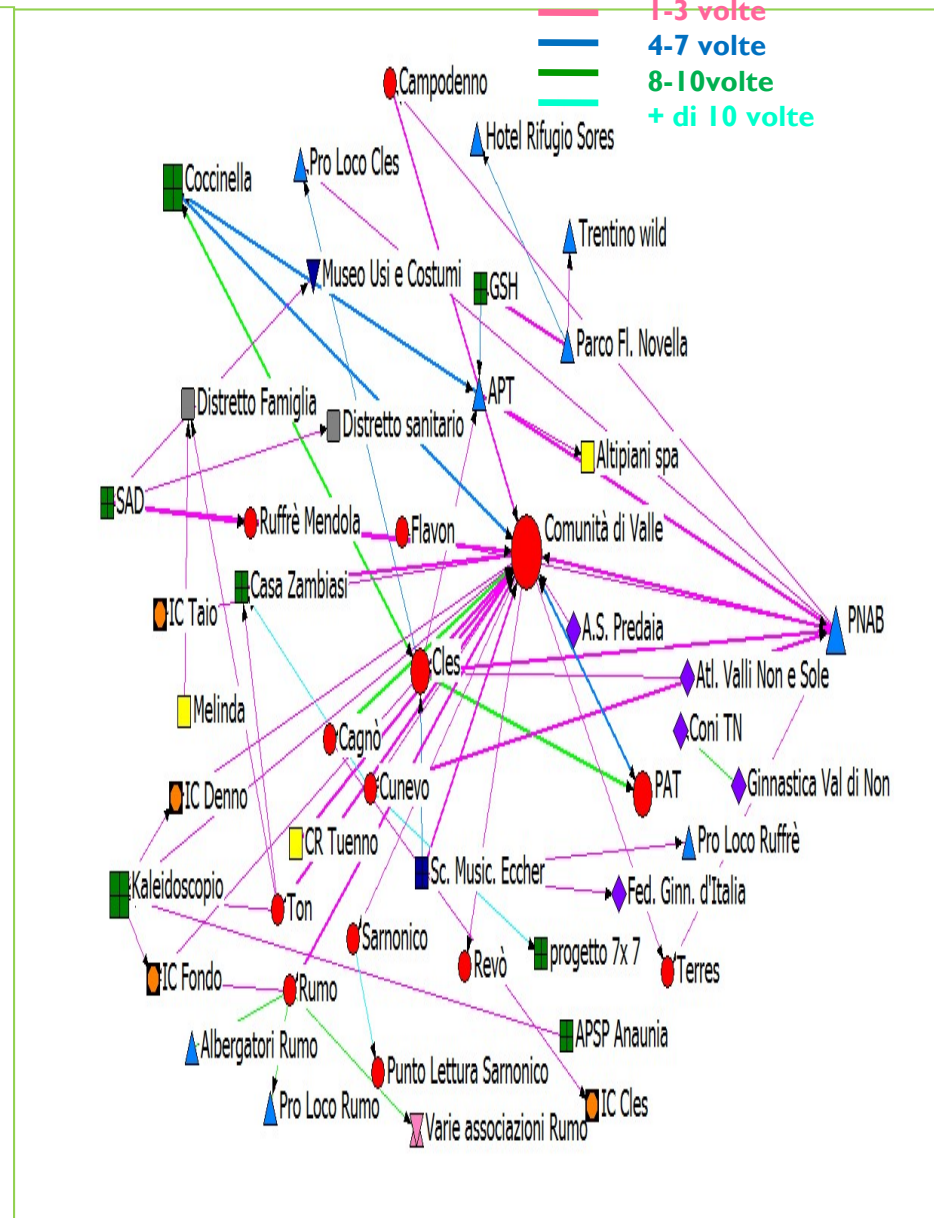 1-3 volte
4-7 volte
8-10volte
+ di 10 volte
Campodenno
Hotel Rifugio Sores
Pro Loco Cles
Coccinella
Trentino wild
Museo Usi e Costumi
GSH
Parco Fl. Novella
APT
Distretto Famiglia
Distretto sanitario
Altipiani spa
SAD
Ruffrè Mendola
Flavon
Comunità di Valle
Casa Zambiasi
IC Taio
A.S. Predaia
PNAB
Cles
Atl. Valli Non e Sole
Melinda
Coni TN
Cagnò
Cunevo
PAT
Ginnastica Val di Non
IC Denno
CR Tuenno
Pro Loco Ruffrè
Sc. Music. Eccher
Kaleidoscopio
Fed. Ginn. d'Italia
Ton
Sarnonico
progetto 7x 7
Revò
Terres
IC Fondo
Rumo
APSP Anaunia
Albergatori Rumo
Punto Lettura Sarnonico
Pro Loco Rumo
IC Cles
Varie associazioni Rumo